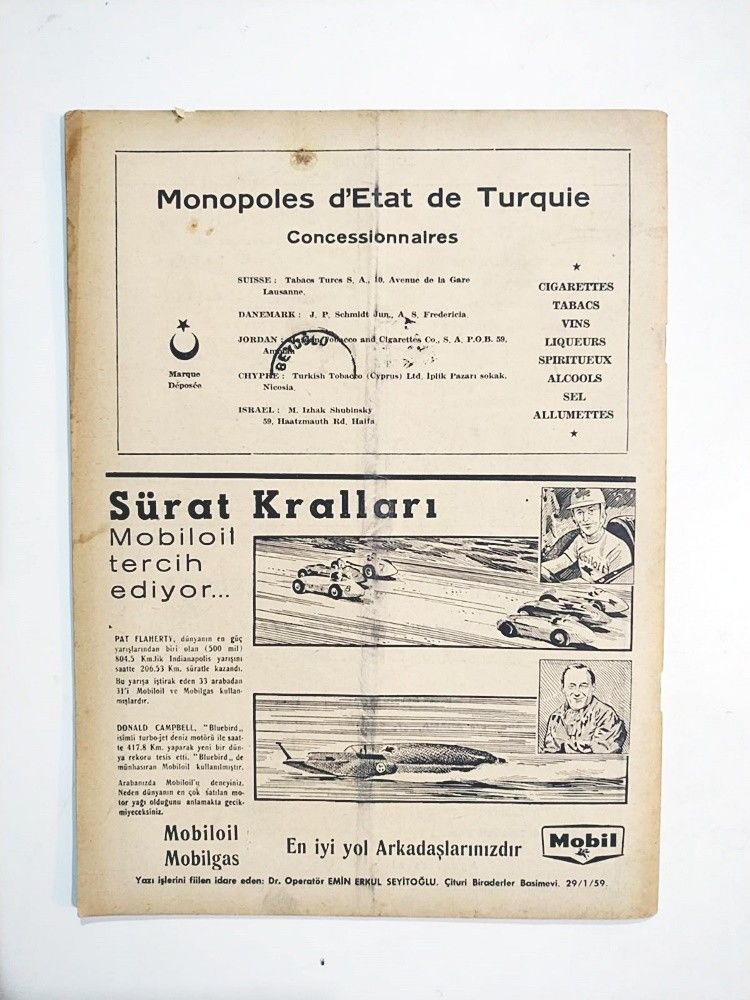 Monopoles d'Etat de Turquie
Concessionnaires
SUISSE : Tabacs Turcs S. A., 10. Avenue de la Gare
Lausanne.
DANEMARK : J. P. Schmidt Jun., A. S. Fredericia
JORDAN : Tobacco and Cigarettes Co., S. A. P.O.B. 59,
Amman
CHYPRE : Turkish Tobacco (Cyprus) Ltd. Iplik Pazarı sokak.
Nicosia.
ISRAEL : M. Izhak Shubinsky
59, Haatzmauth Rd. Haifa
Marque
Déposée
BEYOĞLU
★
CIGARETTES
TABACS
VINS
LIQUEURS
SPIRITUEUX
ALCOOLS
SEL
ALLUMETTES
★
Sürat Kralları
Mobiloil
tercih
ediyor...
PAT FLAHERTY, dünyanın en güç
yarışlarından biri olan (500 mil)
804.5 Km.lik Indianapolis yarışını
saatte 206.53 Km. süratle kazandı.
Bu yarışa iştirak eden 33 arabadan
31'i Mobiloil ve Mobilgas kullan-
mışlardır.
DONALD CAMPBELL, "Bluebird„
isimli turbo-jet deniz motörü ile saat-
te 417.8 Km. yaparak yeni bir dün-
ya rekoru tesis etti. "Bluebird„ de
münhasıran Mobiloil kullanılmıştır.
Arabanızda Mobiloil'u deneyiniz.
Neden dünyanın en çok satılan mo-
tor yağı olduğunu anlamakta gecik-
miyeceksiniz.
Mobiloil
7
8
Mobiloil
Mobilgas
En iyi yol Arkadaşlarınızdır
Mobil
Yazı işlerini fiilen idare eden: Dr. Operatör EMİN ERKUL SEYİTOĞLU. Çituri Biraderler Basimevi. 29/1/59.